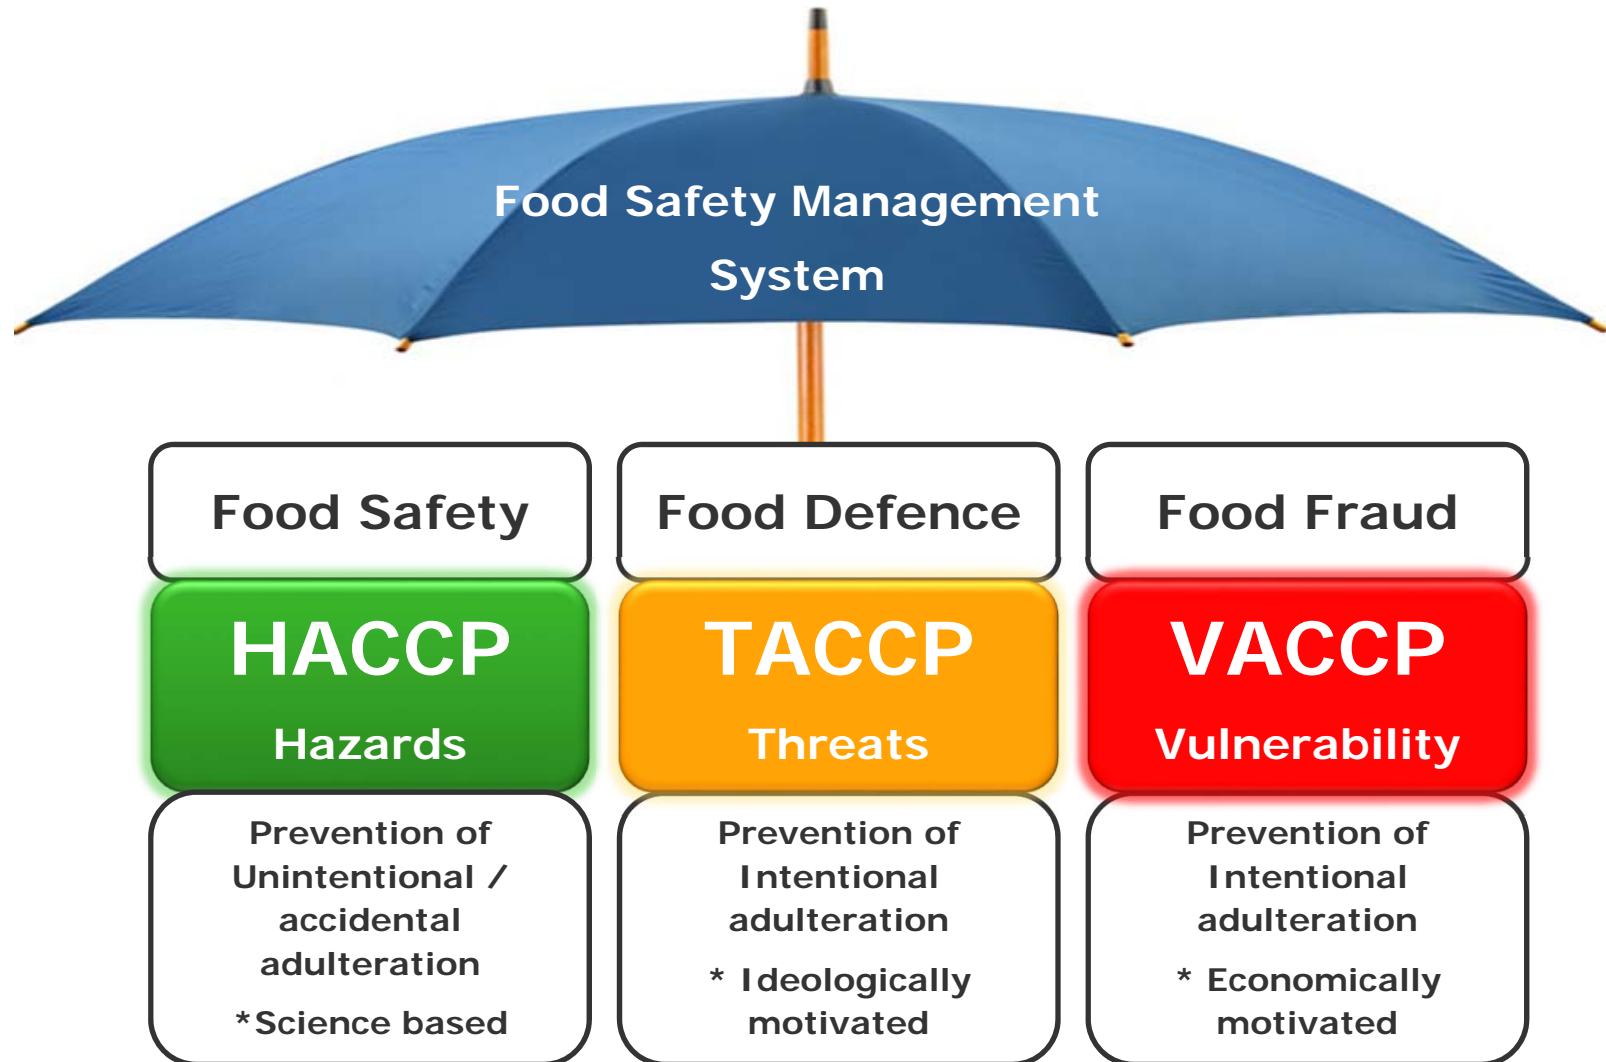 Food Safety Management
System
Food Safety
HACCP
Hazards
Prevention of
Unintentional /
accidental
adulteration
*Science based
Food Defence
TACCP
Threats
Prevention of
Intentional
adulteration
* Ideologically
motivated
Food Fraud
VACCP
Vulnerability
Prevention of
Intentional
adulteration
* Economically
motivated